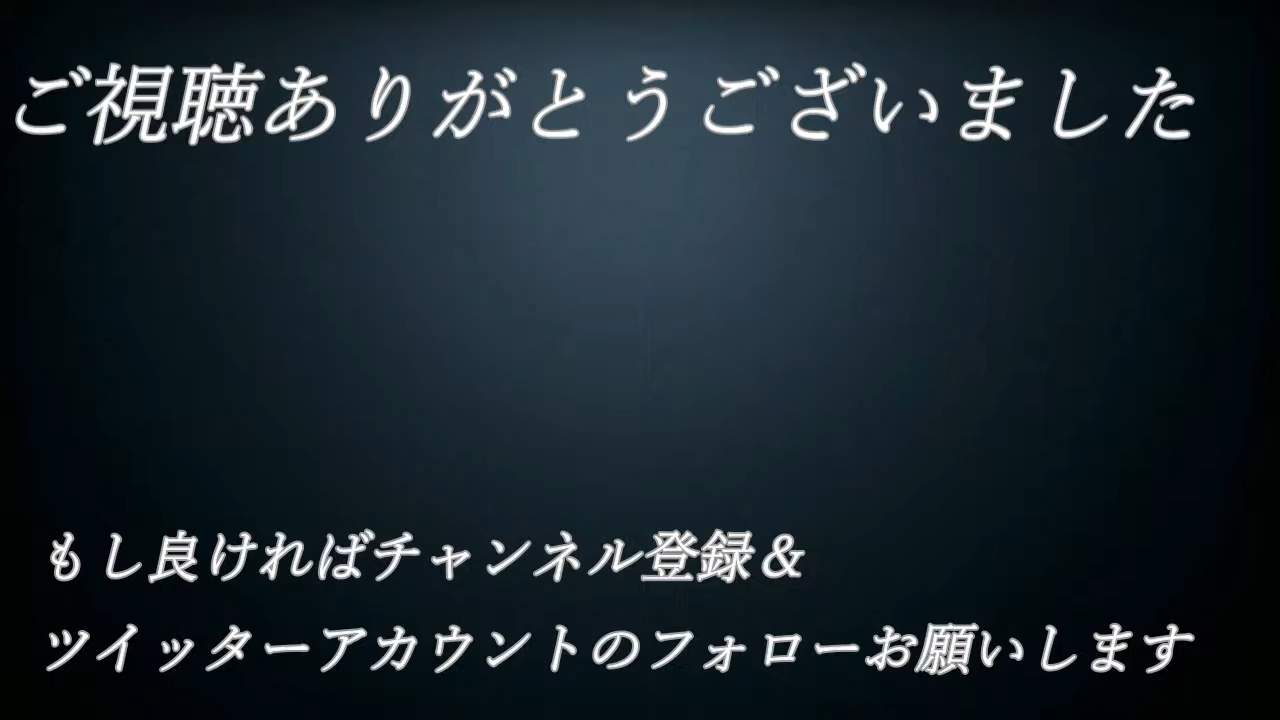 ご視聴ありがとうございました
もし良ければチャンネル登録＆
ツイッターアカウントのフォローお願いします